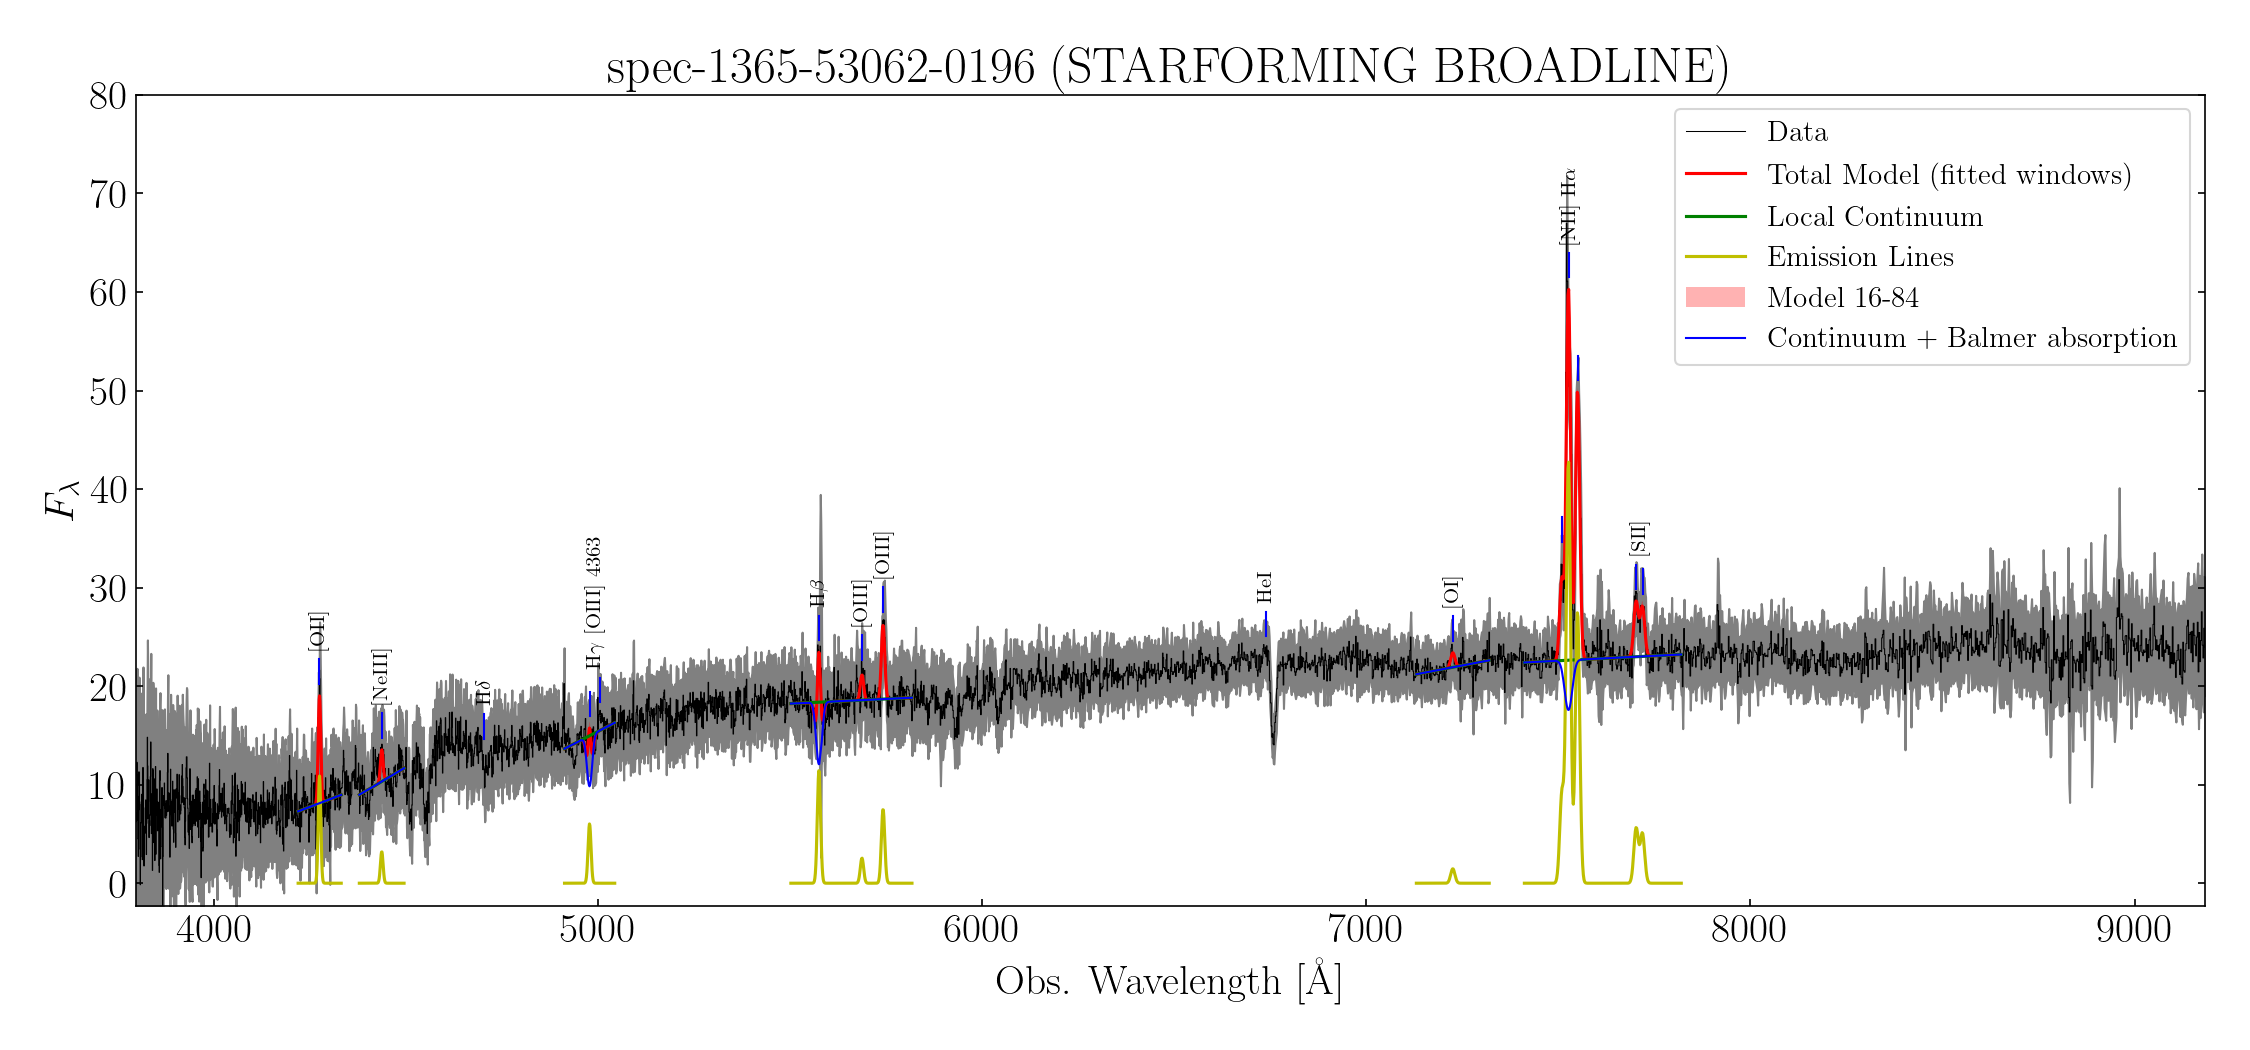 spec-1365-53062-0196 (STARFORMING BROADLINE)
Data
Total Model (fitted windows)
Local Continuum
Emission Lines
Model 16-84
Continuum + Balmer absorption
[OII]
[NeIII]
Hδ
Hγ [OIII] 4363
Hβ
[OIII]
[OIII]
HeI
[OI]
[NII] Hα
[SII]
80
70
60
50
40
30
20
10
0
Fλ
4000
5000
6000
7000
8000
9000
Obs. Wavelength [Å]